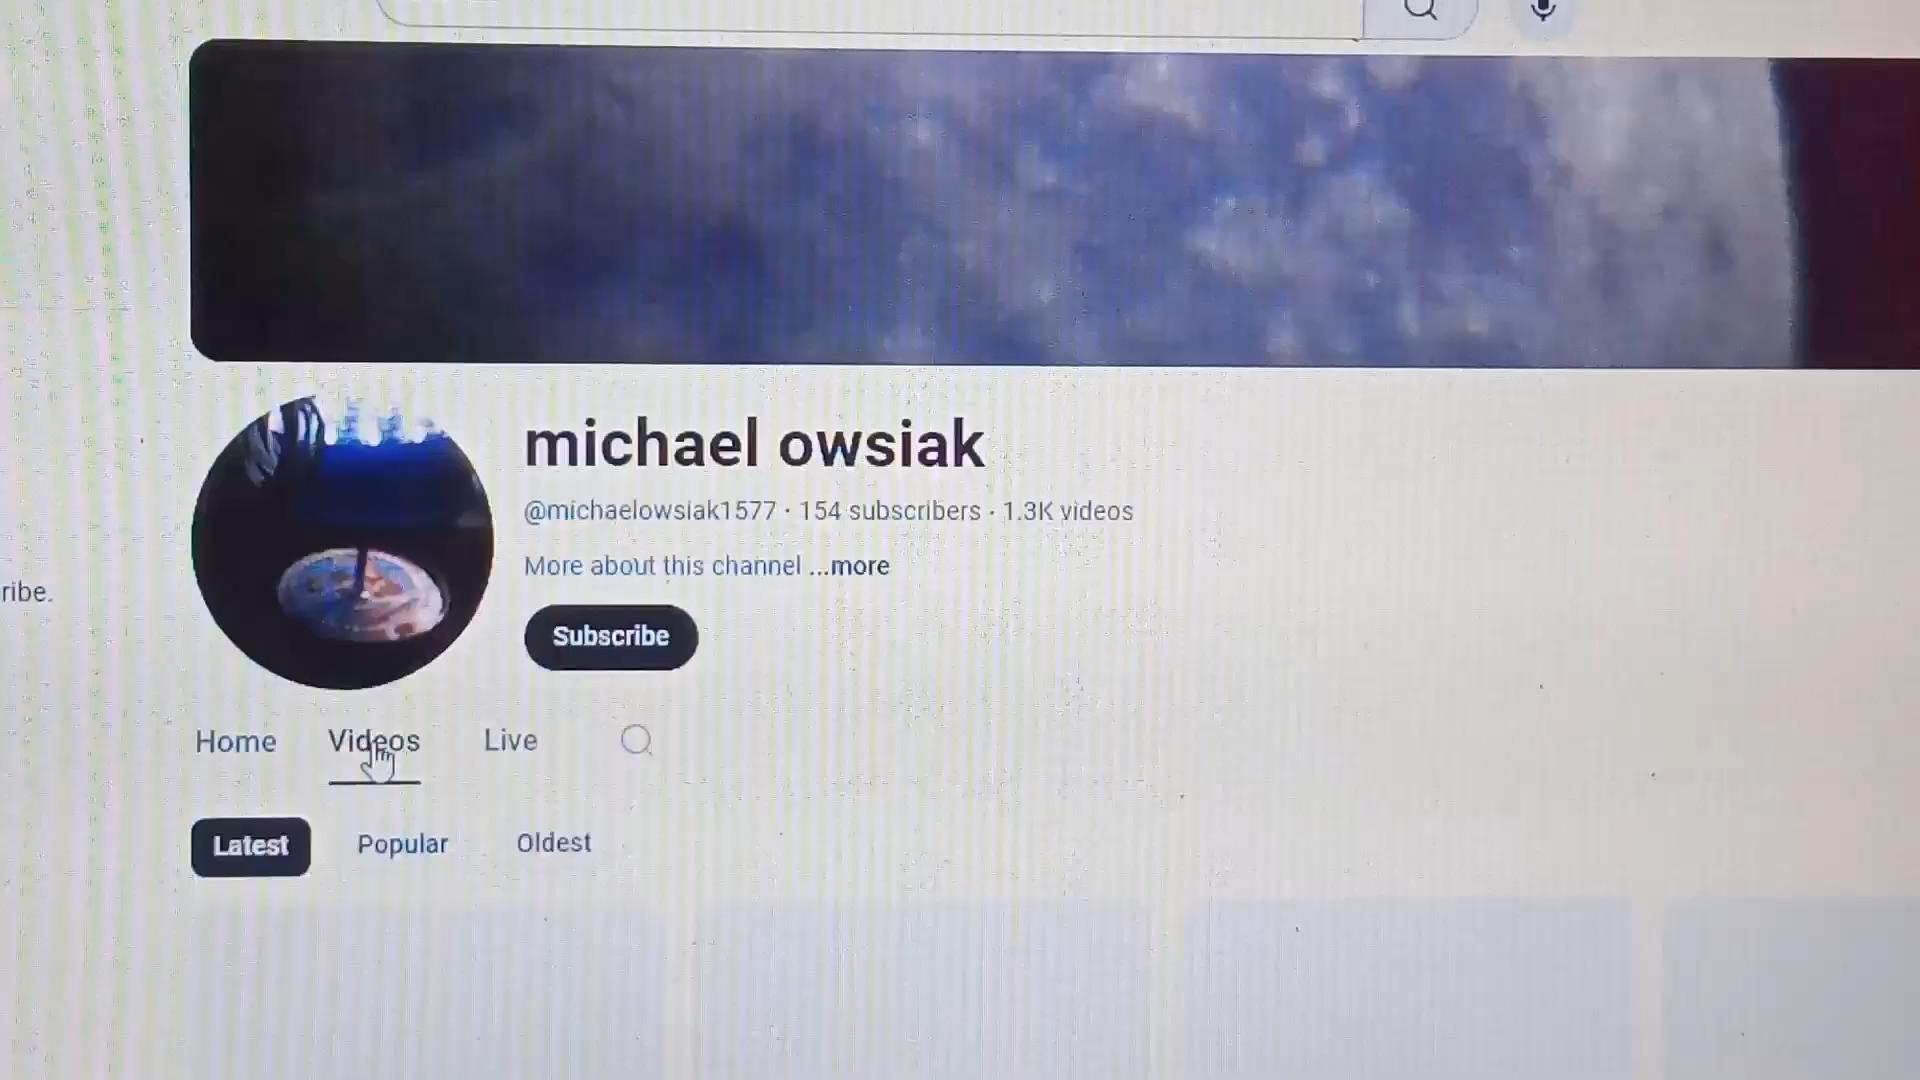 michael owsiak
@michaelowsiak1577 · 154 subscribers · 1.3K videos
More about this channel ...more
ribe.
Subscribe
Home Videos Live
Latest Popular Oldest